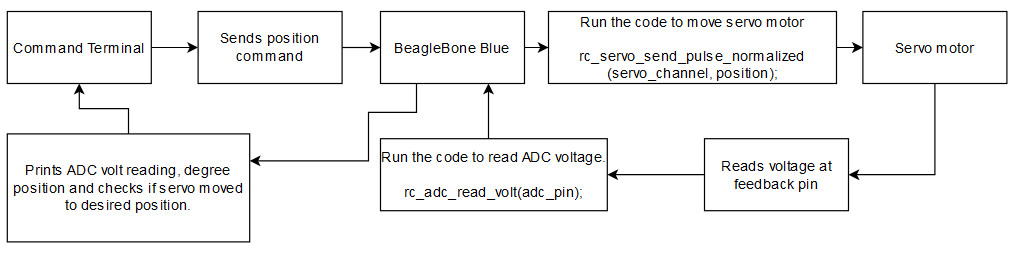 Command Terminal
Sends position
command
BeagleBone Blue
Run the code to move servo motor
rc_servo_send_pulse_normalized
(servo_channel, position);
Servo motor
Prints ADC volt reading, degree
position and checks if servo moved
to desired position.
Run the code to read ADC voltage.
rc_adc_read_volt(adc_pin);
Reads voltage at
feedback pin